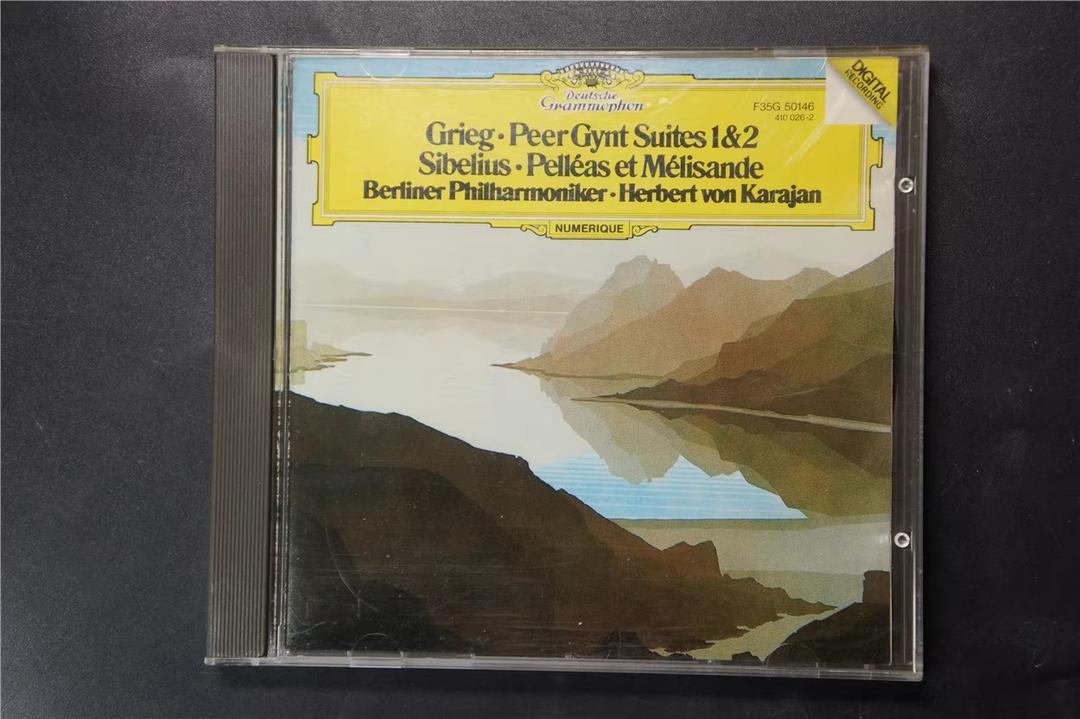 Deutsche
Grammophon
DIGITAL
RECORDING
F35G 50146
410 026-2
Grieg · Peer Gynt Suites 1&2
Sibelius · Pelléas et Mélisande
Berliner Philharmoniker · Herbert von Karajan
NUMERIQUE